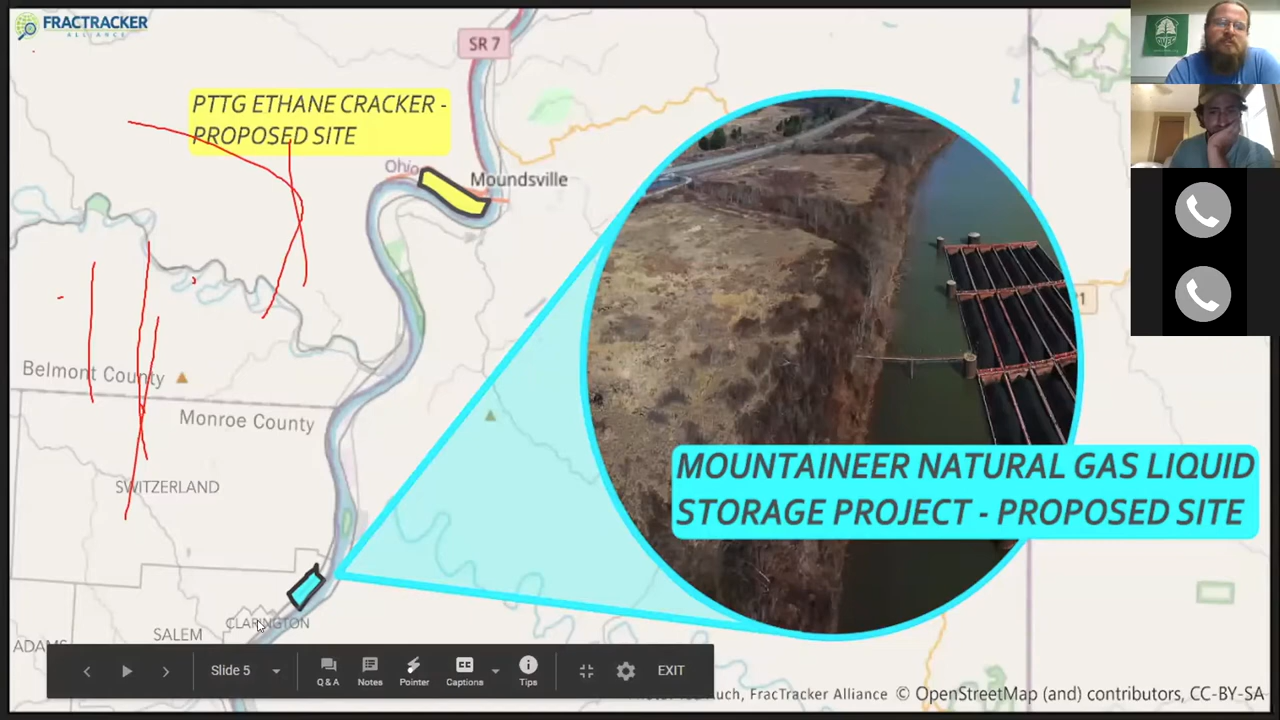 FRACTRACKER
ALLIANCE
SR 7
PTTG ETHANE CRACKER -
PROPOSED SITE
Ohio
Moundsville
Belmont County
Monroe County
SWITZERLAND
MOUNTAINEER NATURAL GAS LIQUID
STORAGE PROJECT - PROPOSED SITE
CLARINGTON
SALEM
ADAMS
Slide 5
Q & A
Notes
Pointer
CC
Captions
Tips
EXIT
FracTracker Alliance © OpenStreetMap (and) contributors, CC-BY-SA